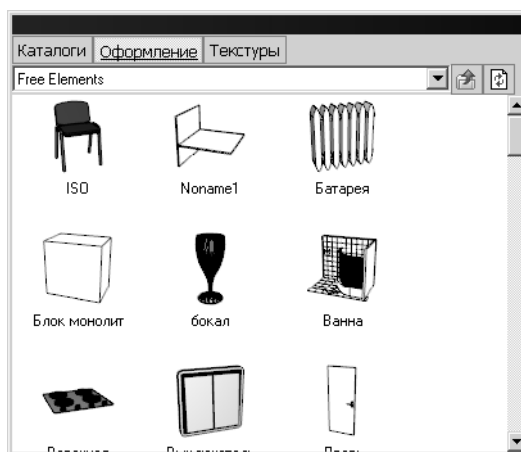 Каталоги Оформление Текстуры
Free Elements
ISO Noname1 Батарея
Блок монолит бокал Ванна